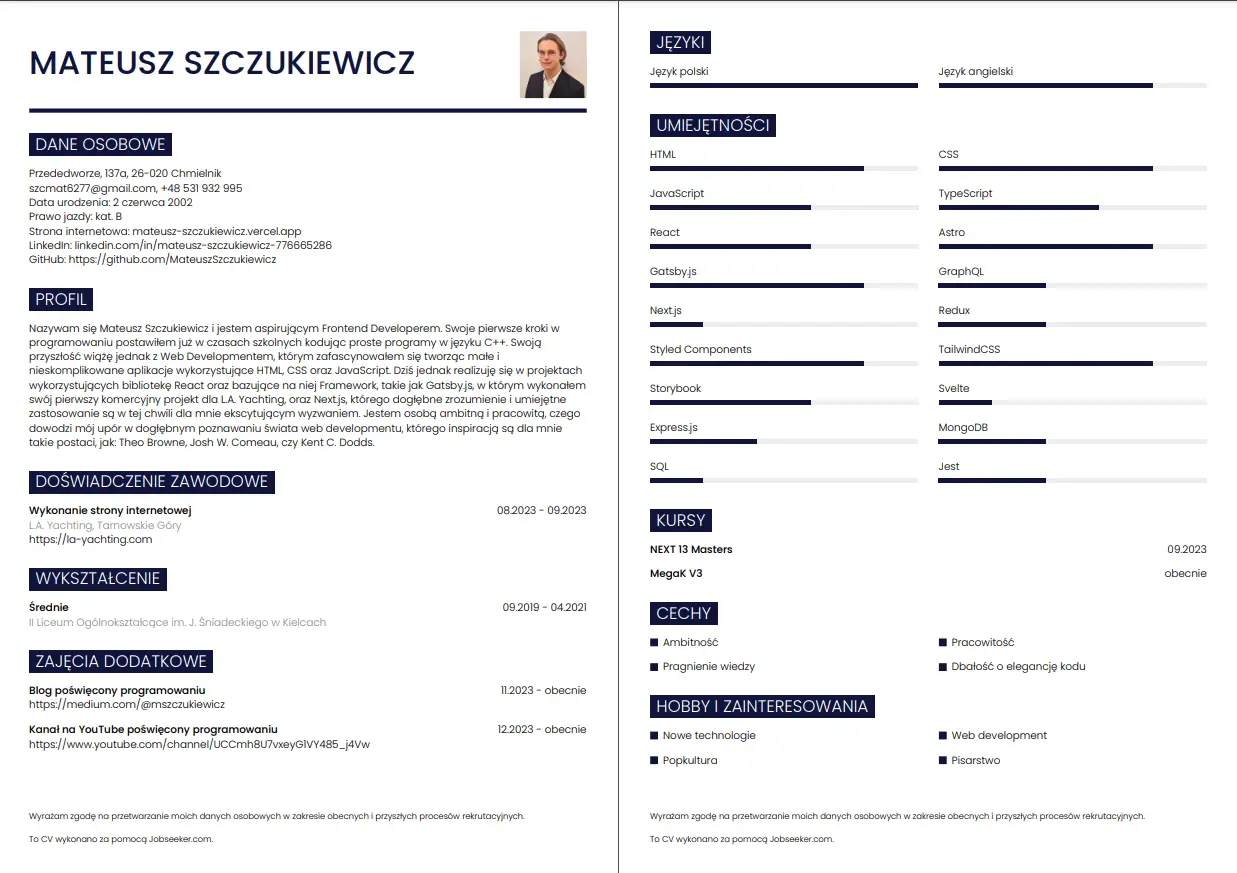 MATEUSZ SZCZUKIEWICZ
DANE OSOBOWE
Przededworze, 137a, 26-020 Chmielnik
szcmat6277@gmail.com, +48 531 932 995
Data urodzenia: 2 czerwca 2002
Prawo jazdy: kat. B
Strona internetowa: mateusz-szczukiewicz.vercel.app
LinkedIn: linkedin.com/in/mateusz-szczukiewicz-776665286
GitHub: https://github.com/MateuszSzczukiewicz
PROFIL
Nazywam się Mateusz Szczukiewicz i jestem aspirującym Frontend Developerem. Swoje pierwsze kroki w
programowaniu postawiłem już w czasach szkolnych kodując proste programy w języku C++. Swoją
przyszłość wiążę jednak z Web Developmentem, którym zafascynowałem się tworząc małe i
nieskomplikowane aplikacje wykorzystujące HTML, CSS oraz JavaScript. Dziś jednak realizuję się w projektach
wykorzystujących bibliotekę React oraz bazujące na niej Framework, takie jak Gatsby.js, w którym wykonałem
swój pierwszy komercyjny projekt dla L.A. Yachting, oraz Next.js, którego dogłębne zrozumienie i umiejętne
zastosowanie są w tej chwili dla mnie ekscytującym wyzwaniem. Jestem osobą ambitną i pracowitą, czego
dowodzi mój upór w dogłębnym poznawaniu świata web developmentu, którego inspiracją są dla mnie
takie postaci, jak: Theo Browne, Josh W. Comeau, czy Kent C. Dodds.
DOŚWIADCZENIE ZAWODOWE
Wykonanie strony internetowej 08.2023 - 09.2023
L.A. Yachting, Tarnowskie Góry
https://la-yachting.com
WYKSZTAŁCENIE
Średnie 09.2019 - 04.2021
II Liceum Ogólnokształcące im. J. Śniadeckiego w Kielcach
ZAJĘCIA DODATKOWE
Blog poświęcony programowaniu 11.2023 - obecnie
https://medium.com/@mszczukiewicz
Kanał na YouTube poświęcony programowaniu 12.2023 - obecnie
https://www.youtube.com/channel/UCCmh8U7vxeyG1VY485_j4Vw
Wyrażam zgodę na przetwarzanie moich danych osobowych w zakresie obecnych i przyszłych procesów rekrutacyjnych.
To CV wykonano za pomocą Jobseeker.com.
JĘZYKI
Język polski Język angielski
UMIEJĘTNOŚCI
HTML CSS
JavaScript TypeScript
React Astro
Gatsby.js GraphQL
Next.js Redux
Styled Components TailwindCSS
Storybook Svelte
Express.js MongoDB
SQL Jest
KURSY
NEXT 13 Masters 09.2023
MegaK V3 obecnie
CECHY
Ambitność Pracowitość
Pragnienie wiedzy Dbałość o elegancję kodu
HOBBY I ZAINTERESOWANIA
Nowe technologie Web development
Popkultura Pisarstwo
Wyrażam zgodę na przetwarzanie moich danych osobowych w zakresie obecnych i przyszłych procesów rekrutacyjnych.
To CV wykonano za pomocą Jobseeker.com.